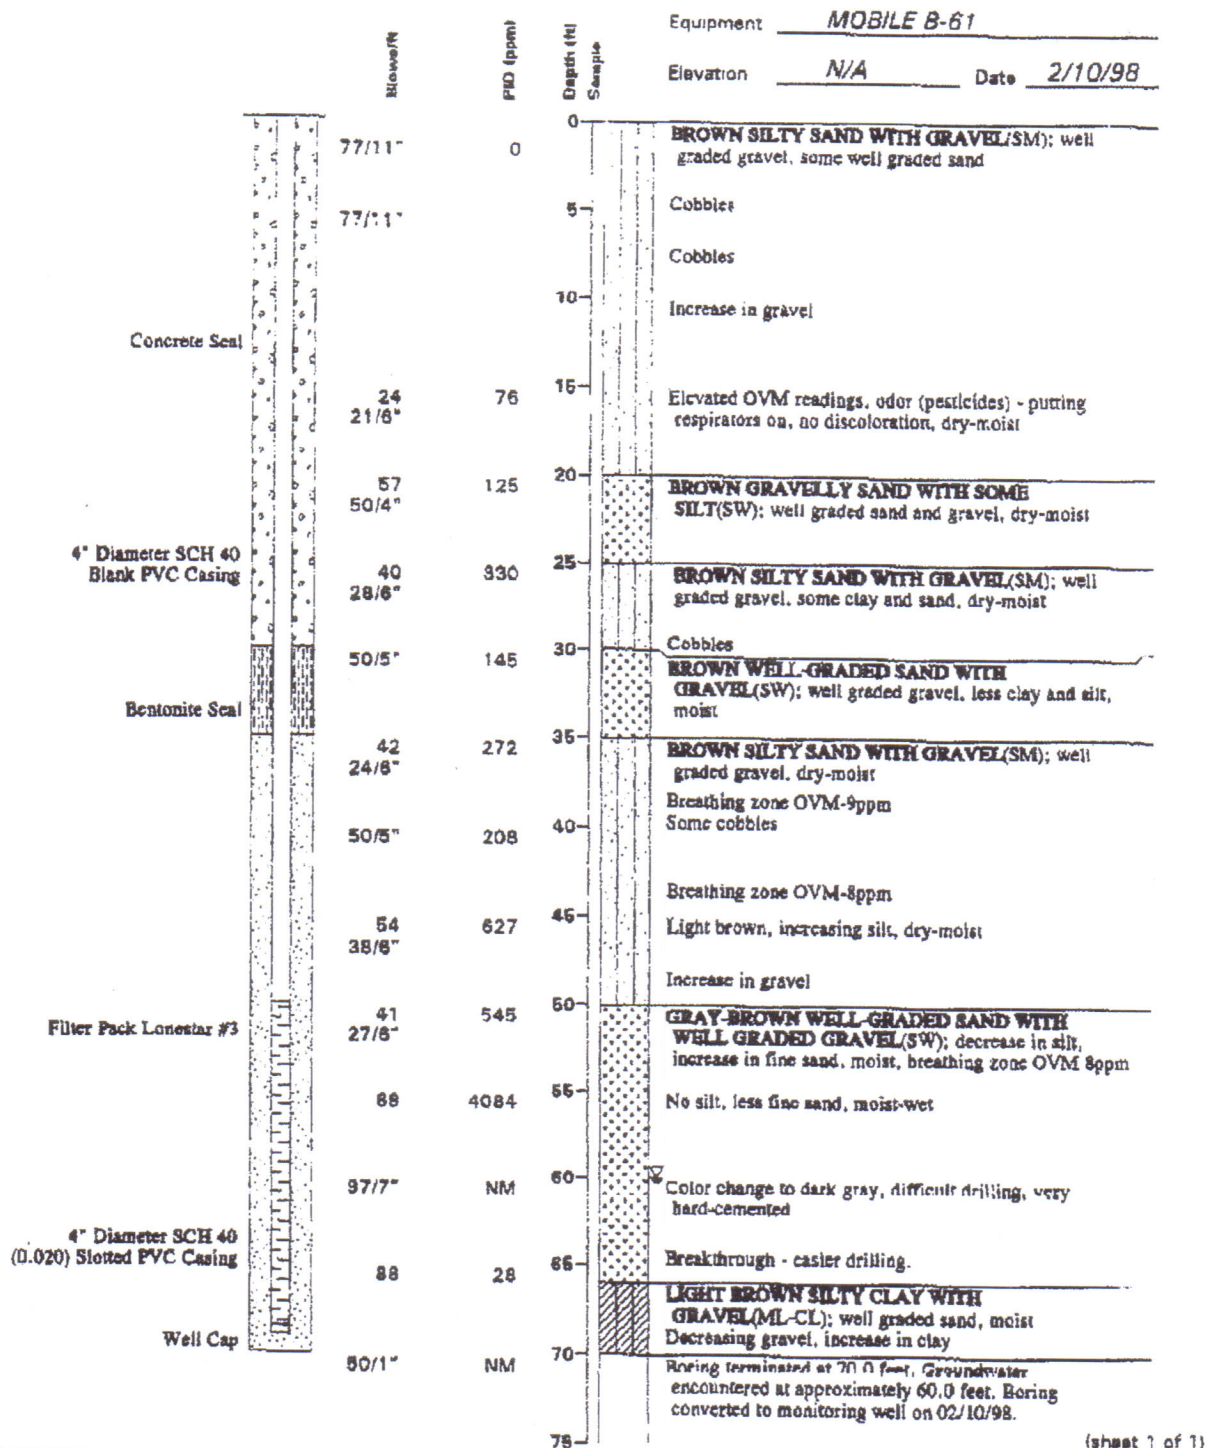 Equipment MOBILE B-61
Elevation N/A Date 2/10/98
Blows/ft
PID (ppm)
Depth (ft)
Sample
0
BROWN SILTY SAND WITH GRAVEL(SM); well
graded gravel, some well graded sand
77/11" 0
5
Cobbles
77/11"
Cobbles
10
Increase in gravel
Concrete Seal
15
24 76
21/6"
Elevated OVM readings, odor (pesticides) - putting
respirators on, no discoloration, dry-moist
20
57 125
50/4"
BROWN GRAVELLY SAND WITH SOME
SILT(SW); well graded sand and gravel, dry-moist
4" Diameter SCH 40
Blank PVC Casing
25
40 330
28/6"
BROWN SILTY SAND WITH GRAVEL(SM); well
graded gravel, some clay and sand, dry-moist
30
Cobbles
50/5" 145
BROWN WELL-GRADED SAND WITH
GRAVEL(SW); well graded gravel, less clay and silt,
moist
Bentonite Seal
35
42 272
24/6"
BROWN SILTY SAND WITH GRAVEL(SM); well
graded gravel, dry-moist
Breathing zone OVM-9ppm
40
Some cobbles
50/5" 208
Breathing zone OVM-8ppm
45
54 627
38/6"
Light brown, increasing silt, dry-moist
Increase in gravel
50
Filter Pack Lonestar #3
41 545
27/6"
GRAY-BROWN WELL-GRADED SAND WITH
WELL GRADED GRAVEL(SW); decrease in silt,
increase in fine sand, moist, breathing zone OVM 8ppm
55
88 4084
No silt, less fine sand, moist-wet
60
97/7" NM
Color change to dark gray, difficult drilling, very
hard-cemented
4" Diameter SCH 40
(0.020) Slotted PVC Casing
65
Breakthrough - easier drilling.
88 28
LIGHT BROWN SILTY CLAY WITH
GRAVEL(ML-CL); well graded sand, moist
Decreasing gravel, increase in clay
Well Cap
70
50/1" NM
Boring terminated at 70.0 feet, Groundwater
encountered at approximately 60.0 feet. Boring
converted to monitoring well on 02/10/98.
75
(sheet 1 of 1)